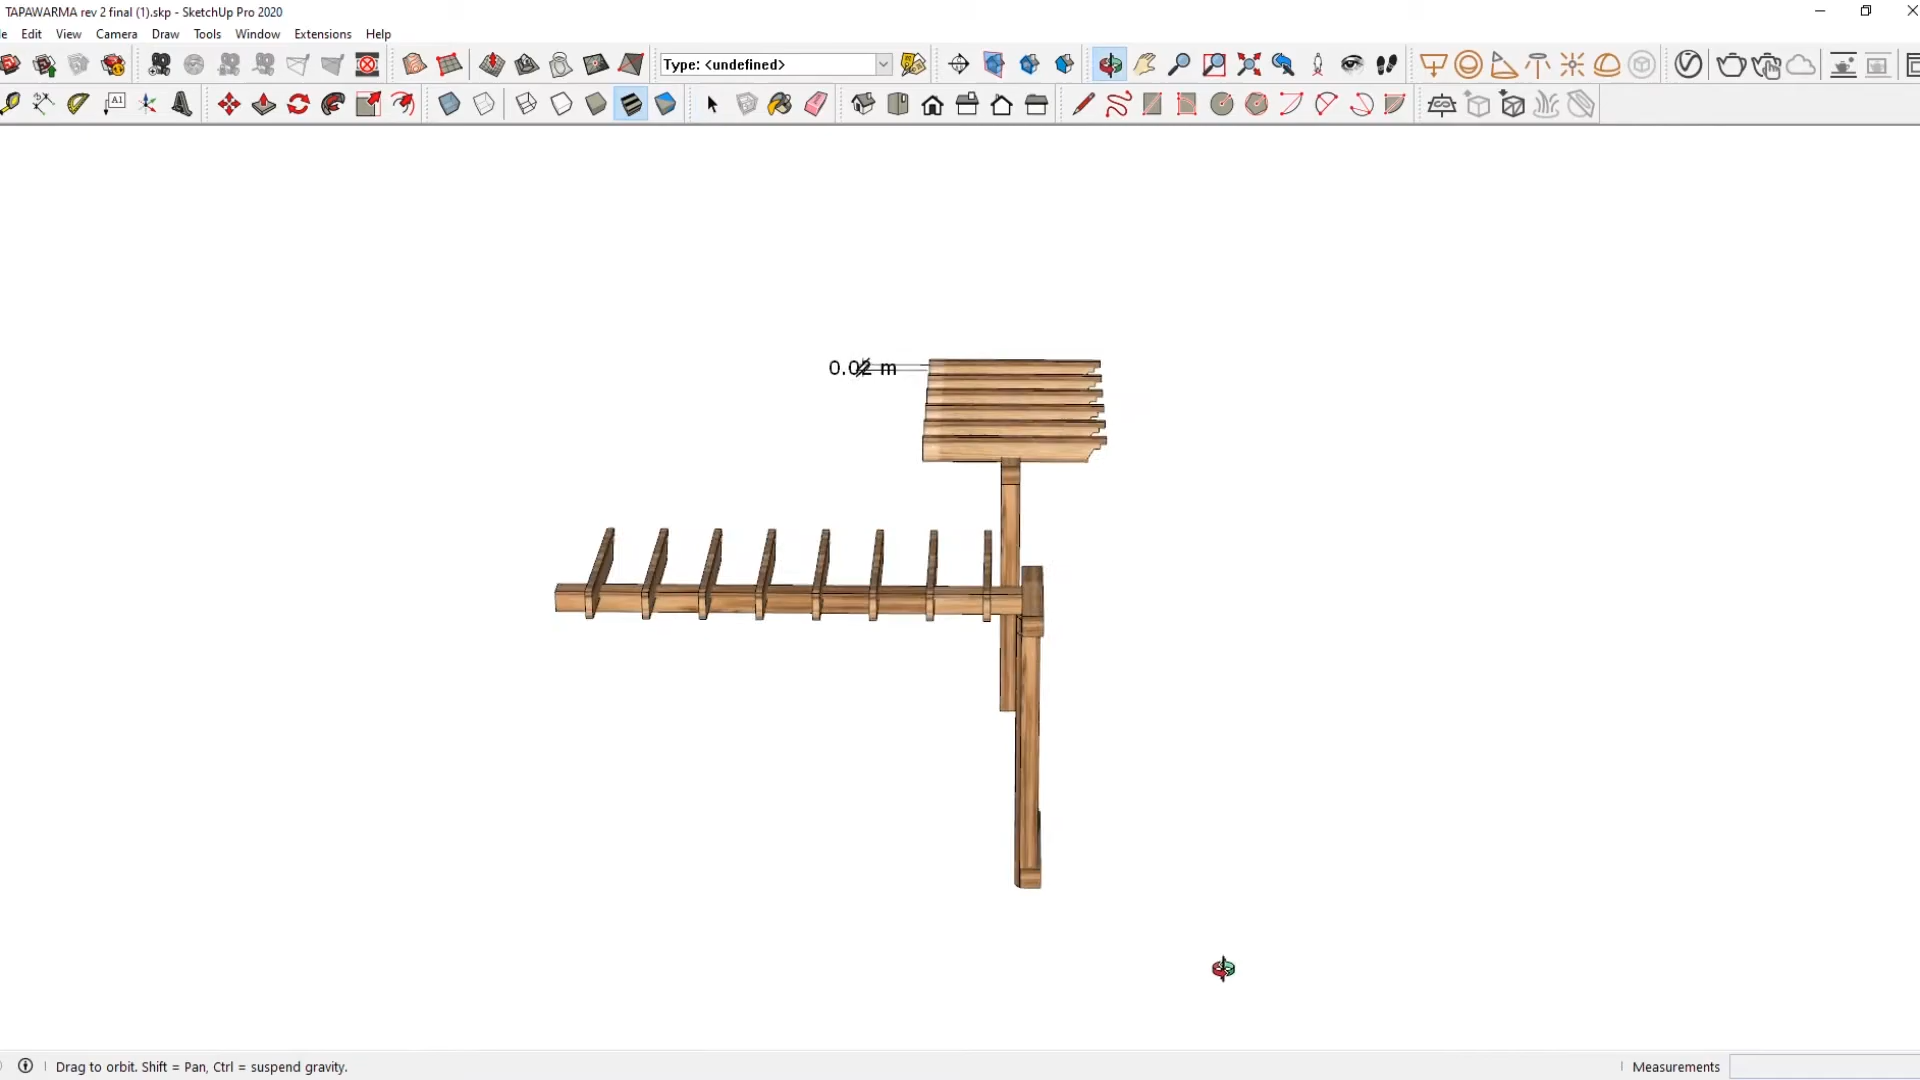 TAPAWARMA rev 2 final (1).skp - SketchUp Pro 2020
Edit View Camera Draw Tools Window Extensions Help
Type: <undefined>
A1
0.02 m
Drag to orbit. Shift = Pan, Ctrl = suspend gravity.
Measurements